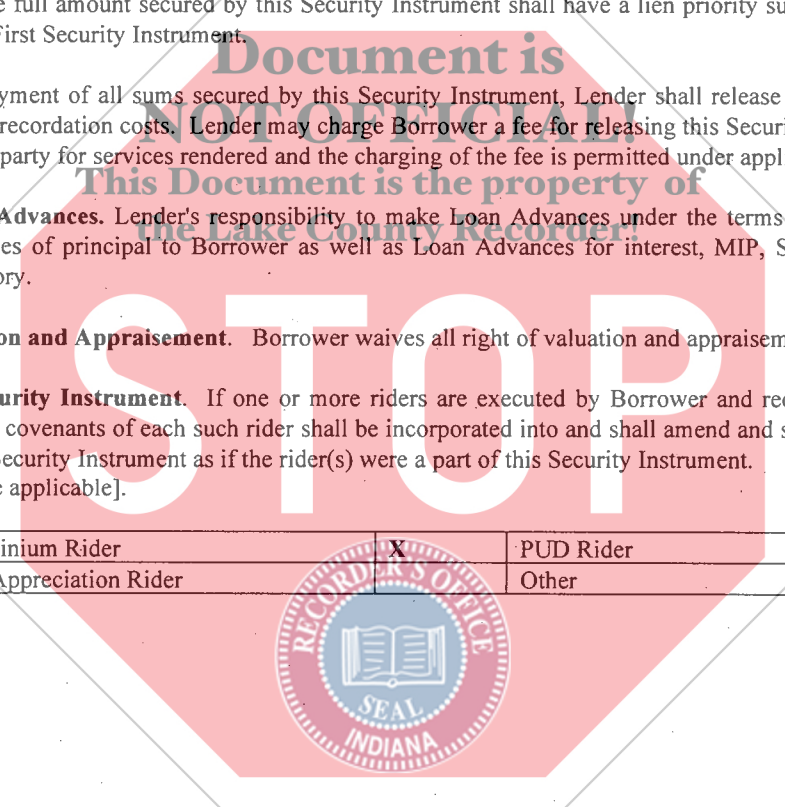 e full amount secured by this Security Instrument shall have a lien priority su
First Security Instrument.
Document is
yment of all sums secured by this Security Instrument, Lender shall release
NOT OFFICIAL!
recordation costs. Lender may charge Borrower a fee for releasing this Securi
party for services rendered and the charging of the fee is permitted under appl
This Document is the property of
Advances. Lender's responsibility to make Loan Advances under the terms
the Lake County Recorder!
es of principal to Borrower as well as Loan Advances for interest, MIP, S
ory.
STOP
on and Appraisement. Borrower waives all right of valuation and appraisem
urity Instrument. If one or more riders are executed by Borrower and rec
covenants of each such rider shall be incorporated into and shall amend and s
Security Instrument as if the rider(s) were a part of this Security Instrument.
e applicable].
inium Rider X PUD Rider
Appreciation Rider Other
RECORDER'S OFFICE
SEAL
INDIANA